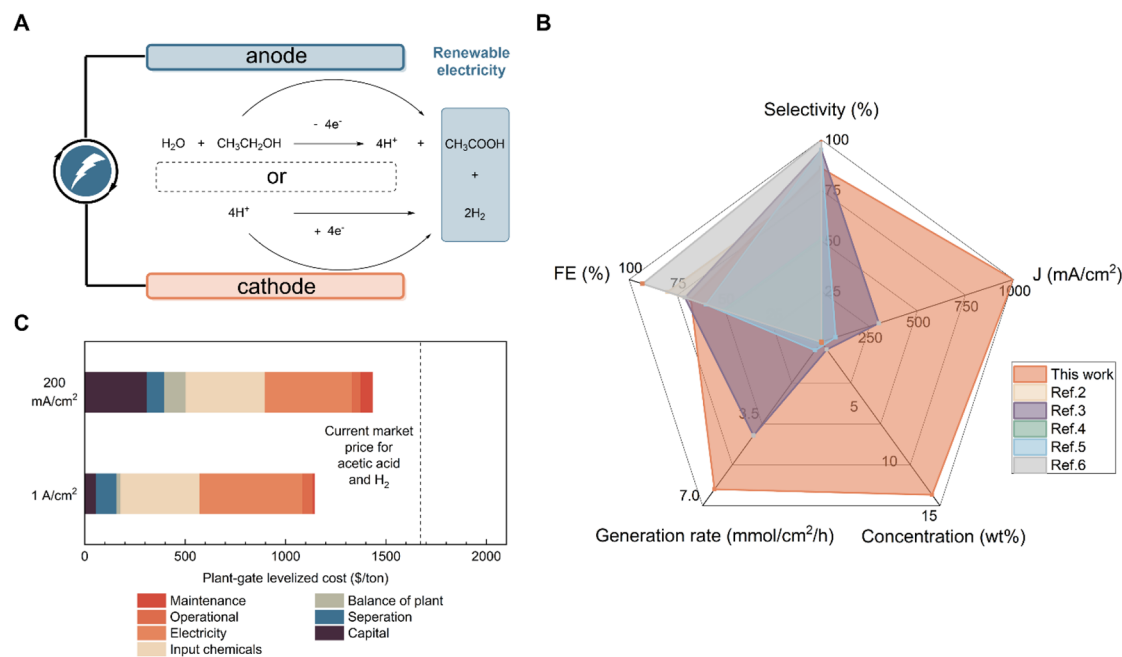 A
anode
Renewable
electricity
H2O + CH3CH2OH - 4e- 4H+ + CH3COOH
or
+
4H+ + 4e- 2H2
cathode
B
Selectivity (%)
100
75
50
25
FE (%)
100
75
J (mA/cm2)
1000
750
500
250
3.5
7.0
5
10
15
Generation rate (mmol/cm2/h)
Concentration (wt%)
This work
Ref.2
Ref.3
Ref.4
Ref.5
Ref.6
C
200
mA/cm2
1 A/cm2
Current market
price for
acetic acid
and H2
0 500 1000 1500 2000
Plant-gate levelized cost ($/ton)
Maintenance
Operational
Electricity
Input chemicals
Balance of plant
Seperation
Capital